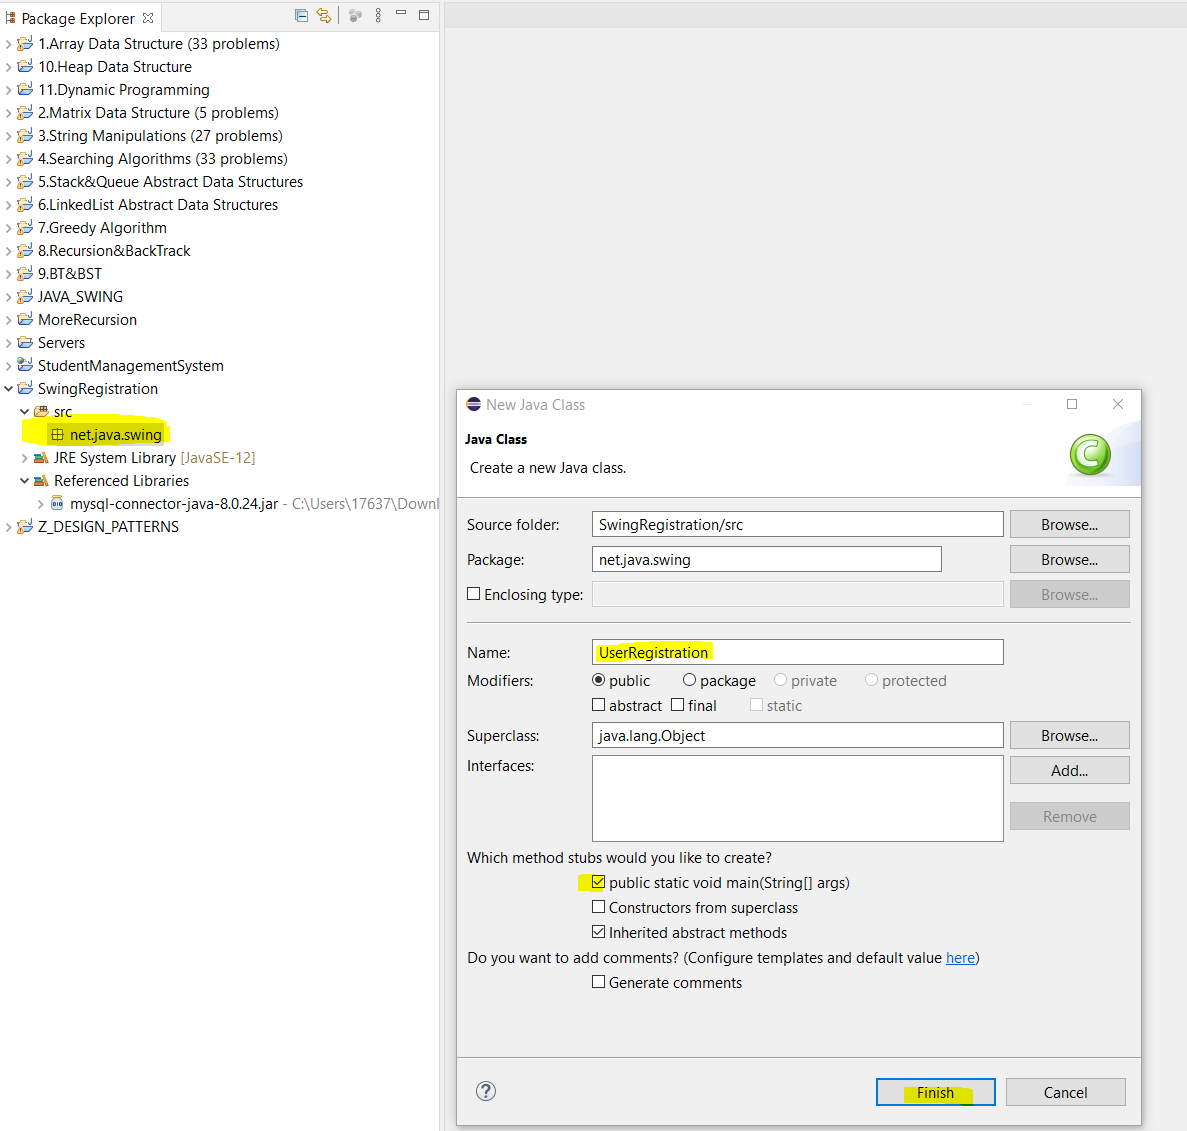 Package Explorer
1.Array Data Structure (33 problems)
10.Heap Data Structure
11.Dynamic Programming
2.Matrix Data Structure (5 problems)
3.String Manipulations (27 problems)
4.Searching Algorithms (33 problems)
5.Stack&Queue Abstract Data Structures
6.LinkedList Abstract Data Structures
7.Greedy Algorithm
8.Recursion&BackTrack
9.BT&BST
JAVA_SWING
MoreRecursion
Servers
StudentManagementSystem
SwingRegistration
src
net.java.swing
JRE System Library [JavaSE-12]
Referenced Libraries
mysql-connector-java-8.0.24.jar - C:\Users\17637\Downl
Z_DESIGN_PATTERNS
New Java Class
Java Class
Create a new Java class.
C
Source folder: SwingRegistration/src Browse...
Package: net.java.swing Browse...
Enclosing type: Browse...
Name: UserRegistration
Modifiers: public package private protected
abstract final static
Superclass: java.lang.Object Browse...
Interfaces: Add...
Remove
Which method stubs would you like to create?
public static void main(String[] args)
Constructors from superclass
Inherited abstract methods
Do you want to add comments? (Configure templates and default value here)
Generate comments
? Finish Cancel